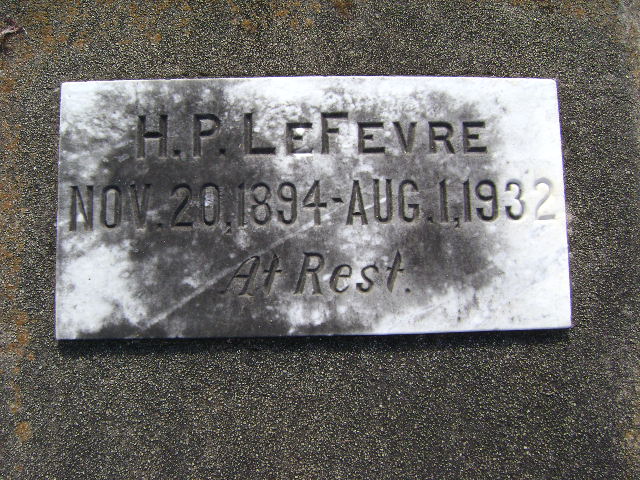 H.P. LEFEVRE
NOV. 20, 1894 - AUG. 1, 1932
At Rest.